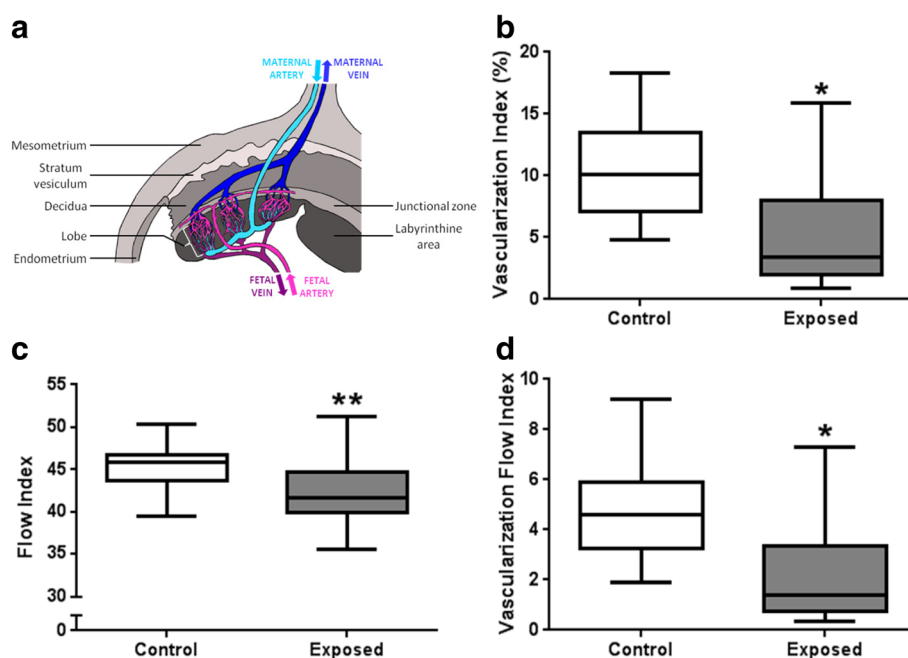 a
MATERNAL
ARTERY
MATERNAL
VEIN
Mesometrium
Stratum
vesiculum
Decidua
Lobe
Endometrium
Junctional zone
Labyrinthine
area
FETAL
VEIN
FETAL
ARTERY
b
Vascularization Index (%)
20
15
10
5
0
*
Control
Exposed
c
Flow Index
55
50
45
40
35
30
0
**
Control
Exposed
d
Vascularization Flow Index
10
8
6
4
2
0
*
Control
Exposed